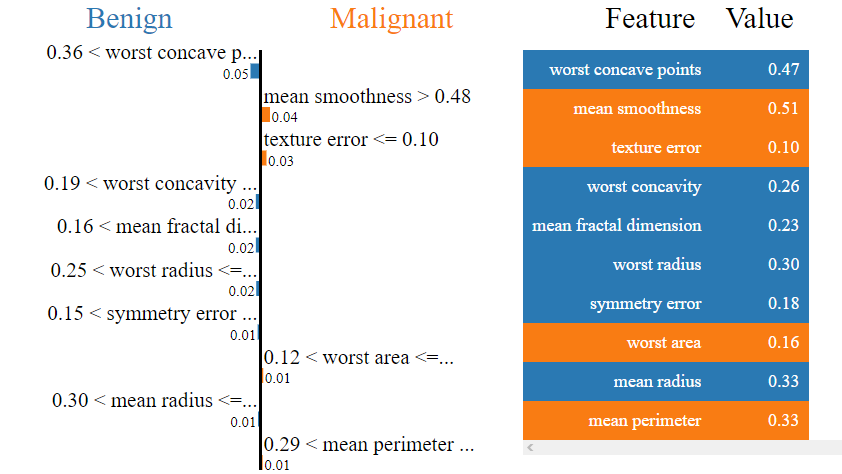 Benign
Malignant
0.36 < worst concave p...
0.05
mean smoothness > 0.48
0.04
texture error <= 0.10
0.03
0.19 < worst concavity ...
0.02
0.16 < mean fractal di...
0.02
0.25 < worst radius <=...
0.02
0.15 < symmetry error ...
0.01
0.12 < worst area <=...
0.01
0.30 < mean radius <=...
0.01
0.29 < mean perimeter ...
0.01
Feature Value
worst concave points 0.47
mean smoothness 0.51
texture error 0.10
worst concavity 0.26
mean fractal dimension 0.23
worst radius 0.30
symmetry error 0.18
worst area 0.16
mean radius 0.33
mean perimeter 0.33